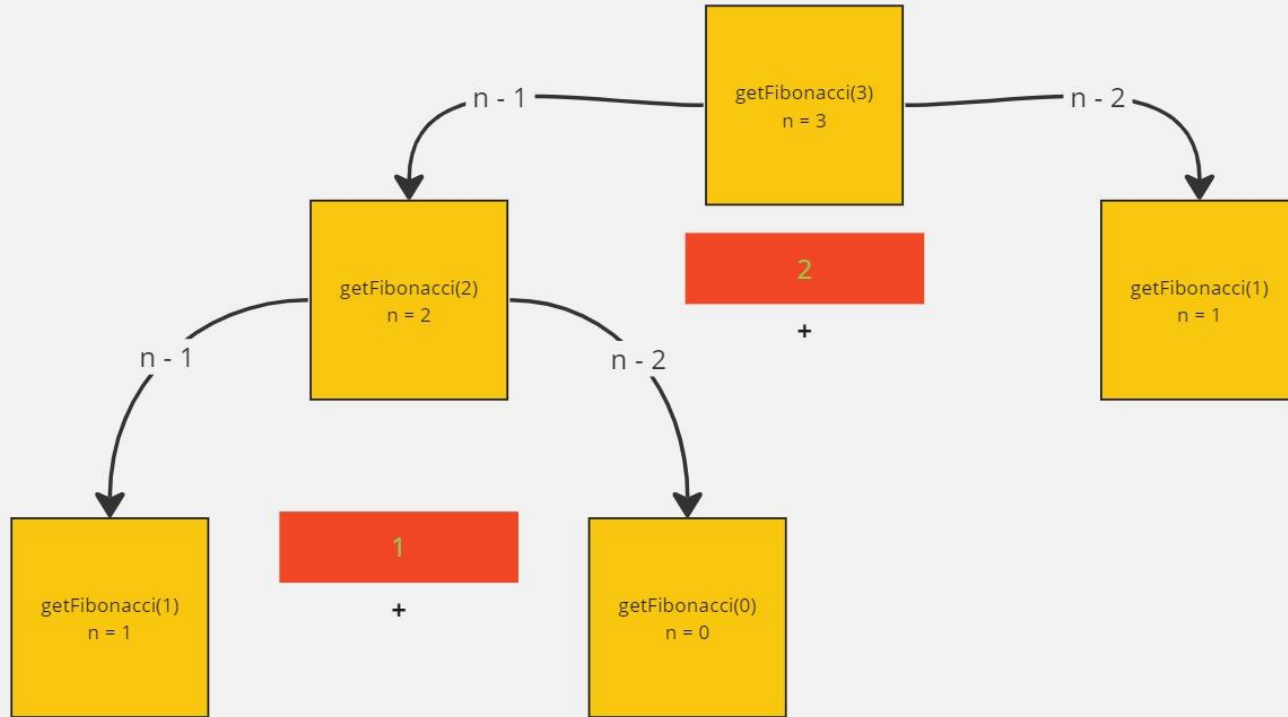 getFibonacci(3)
n = 3
n - 1
n - 2
getFibonacci(2)
n = 2
2
+
getFibonacci(1)
n = 1
n - 1
n - 2
getFibonacci(1)
n = 1
1
+
getFibonacci(0)
n = 0